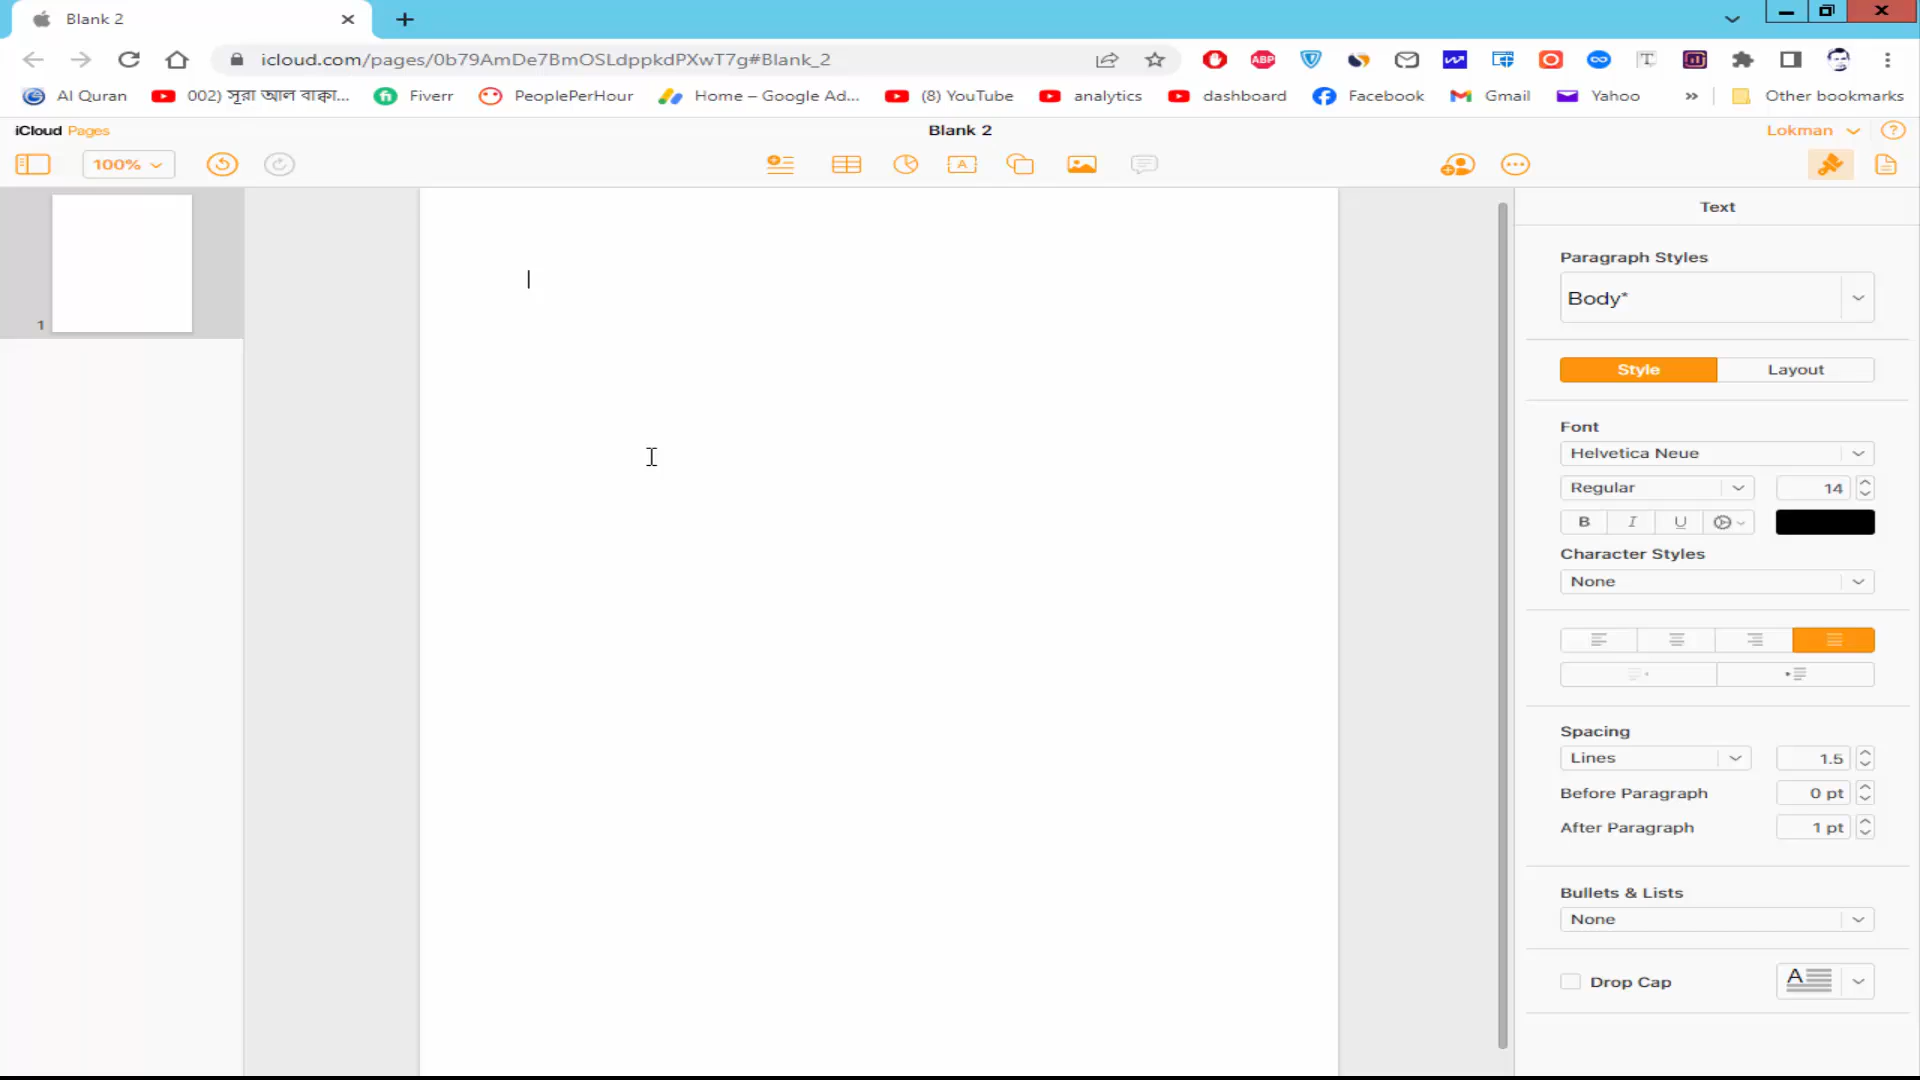 Blank 2
icloud.com/pages/0b79AmDe7BmOSLdppkdPXwT7g#Blank_2
ABP
Al Quran
002) সূরা আল বাক্বা...
Fiverr
PeoplePerHour
Home – Google Ad...
(8) YouTube
analytics
dashboard
Facebook
Gmail
Yahoo
»
Other bookmarks
iCloud Pages
Blank 2
Lokman
100%
1
Text
Paragraph Styles
Body*
Style
Layout
Font
Helvetica Neue
Regular
14
B
I
U
Character Styles
None
Spacing
Lines
1.5
Before Paragraph
0 pt
After Paragraph
1 pt
Bullets & Lists
None
Drop Cap
A